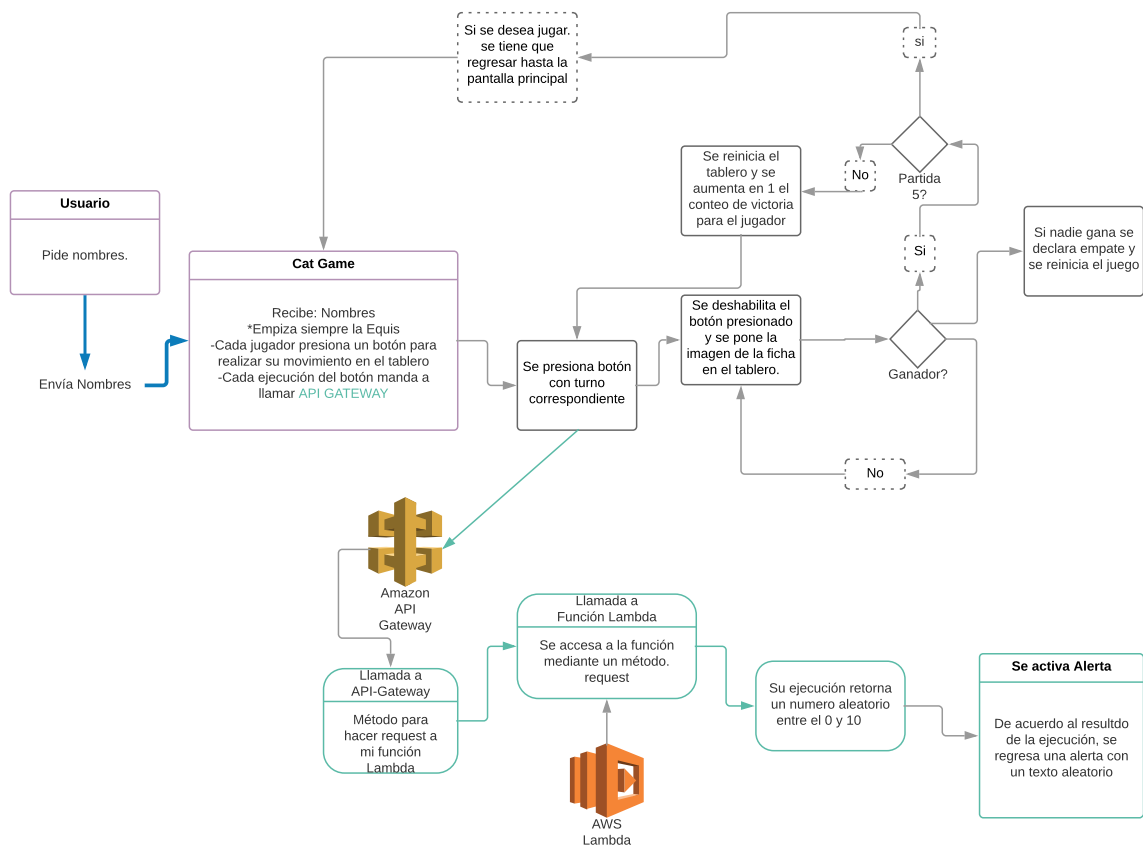 Si se desea jugar.
se tiene que
regresar hasta la
pantalla principal
si
Partida
5?
No
Se reinicia el
tablero y se
aumenta en 1 el
conteo de victoria
para el jugador
Usuario
Pide nombres.
Envía Nombres
Cat Game
Recibe: Nombres
*Empiza siempre la Equis
-Cada jugador presiona un botón para
realizar su movimiento en el tablero
-Cada ejecución del botón manda a
llamar API GATEWAY
Se presiona botón
con turno
correspondiente
Se deshabilita el
botón presionado
y se pone la
imagen de la ficha
en el tablero.
Si
Ganador?
No
Si nadie gana se
declara empate y
se reinicia el juego
Amazon
API
Gateway
Llamada a
API-Gateway
Método para
hacer request a
mi función
Lambda
Llamada a
Función Lambda
Se accesa a la función
mediante un método.
request
AWS
Lambda
Su ejecución retorna
un numero aleatorio
entre el 0 y 10
Se activa Alerta
De acuerdo al resultdo
de la ejecución, se
regresa una alerta con
un texto aleatorio